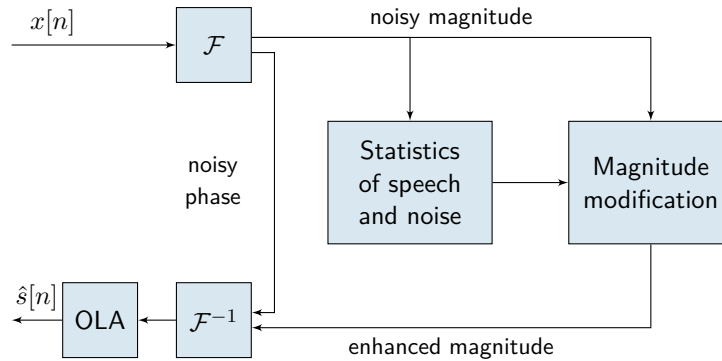 x[n]
ℱ
noisy magnitude
noisy
phase
Statistics
of speech
and noise
Magnitude
modification
ŝ[n]
OLA
ℱ⁻¹
enhanced magnitude